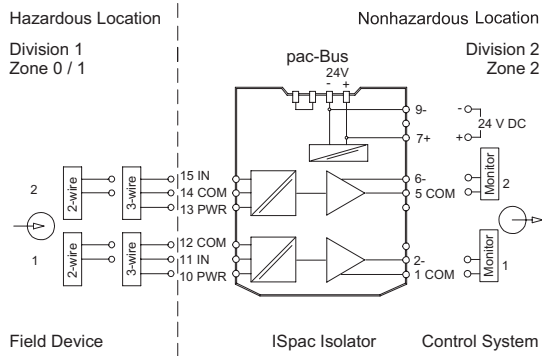 Hazardous Location
Nonhazardous Location
Division 1
Zone 0 / 1
Division 2
Zone 2
pac-Bus
24V
- +
9-
7+
-
24 V DC
+
15 IN
14 COM
13 PWR
6-
5 COM
2
2-wire
3-wire
Monitor
2
12 COM
11 IN
10 PWR
2-
1 COM
1
2-wire
3-wire
Monitor
1
Field Device
ISpac Isolator
Control System